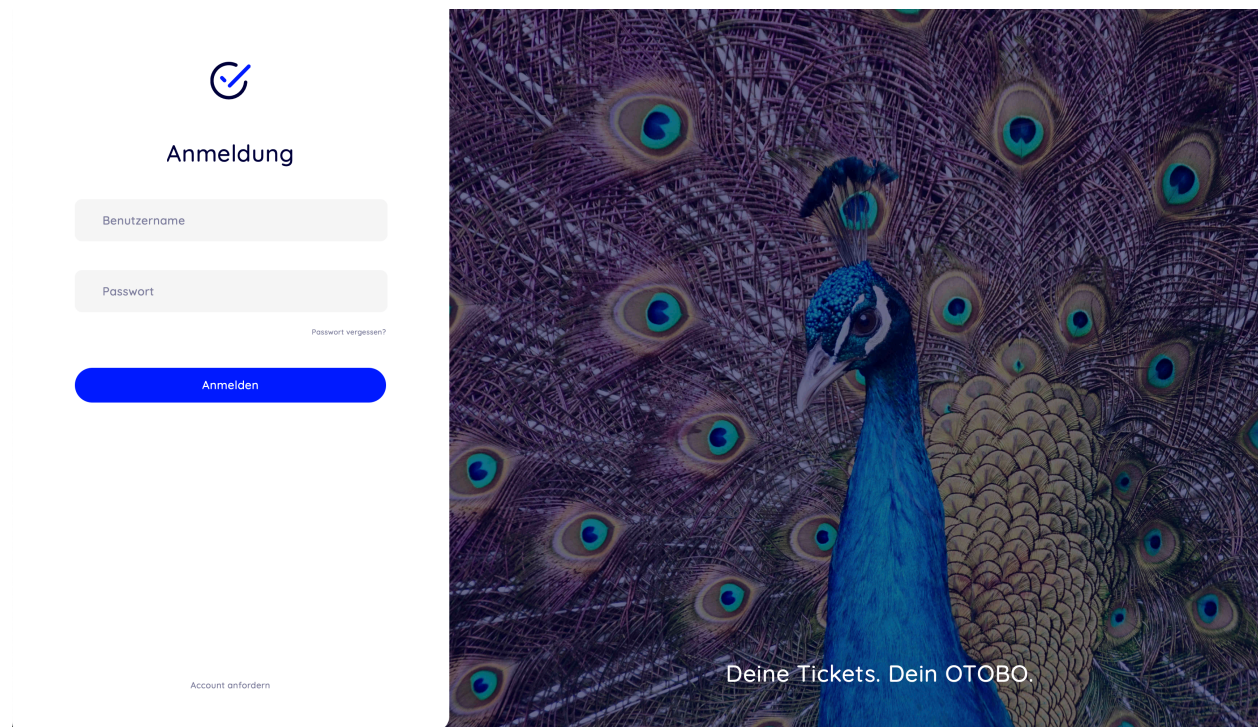 Anmeldung
Benutzername
Passwort
Passwort vergessen?
Anmelden
Account anfordern
Deine Tickets. Dein OTOBO.